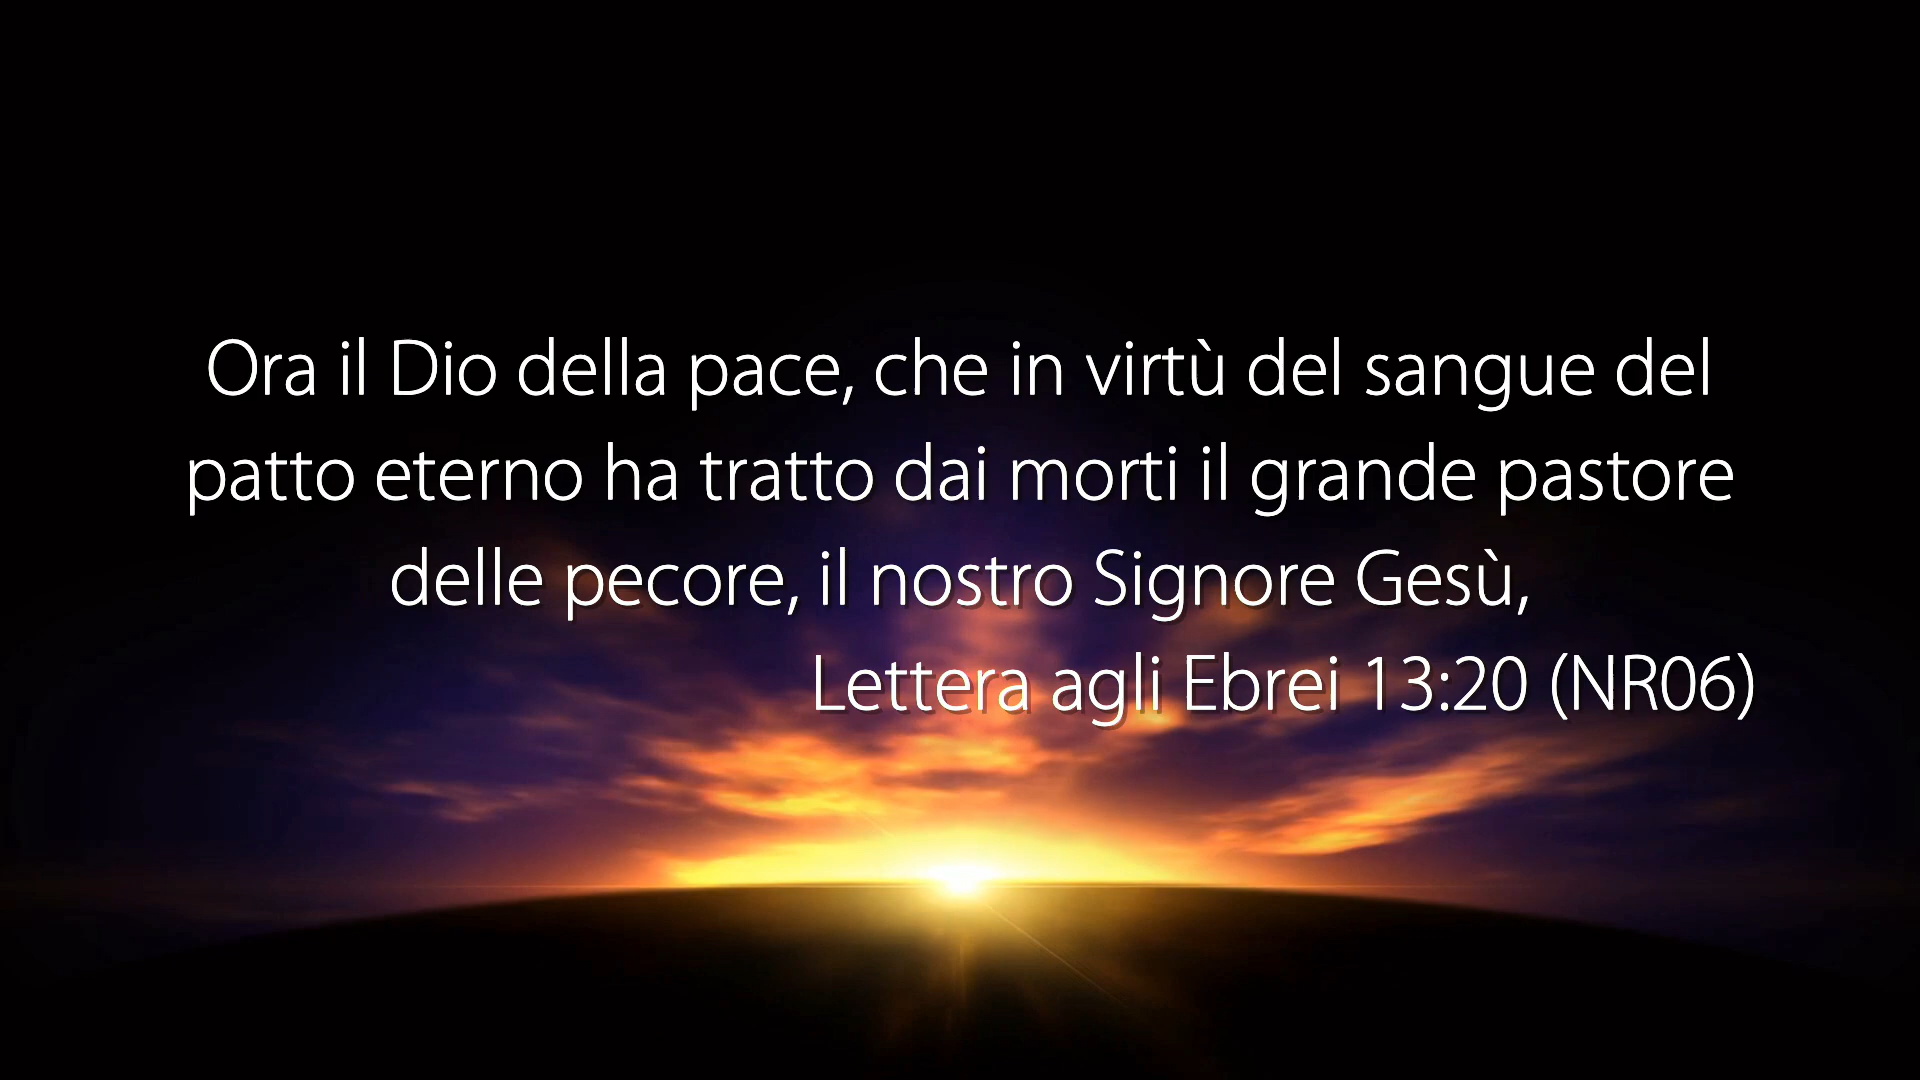 Ora il Dio della pace, che in virtù del sangue del
patto eterno ha tratto dai morti il grande pastore
delle pecore, il nostro Signore Gesù,
Lettera agli Ebrei 13:20 (NR06)